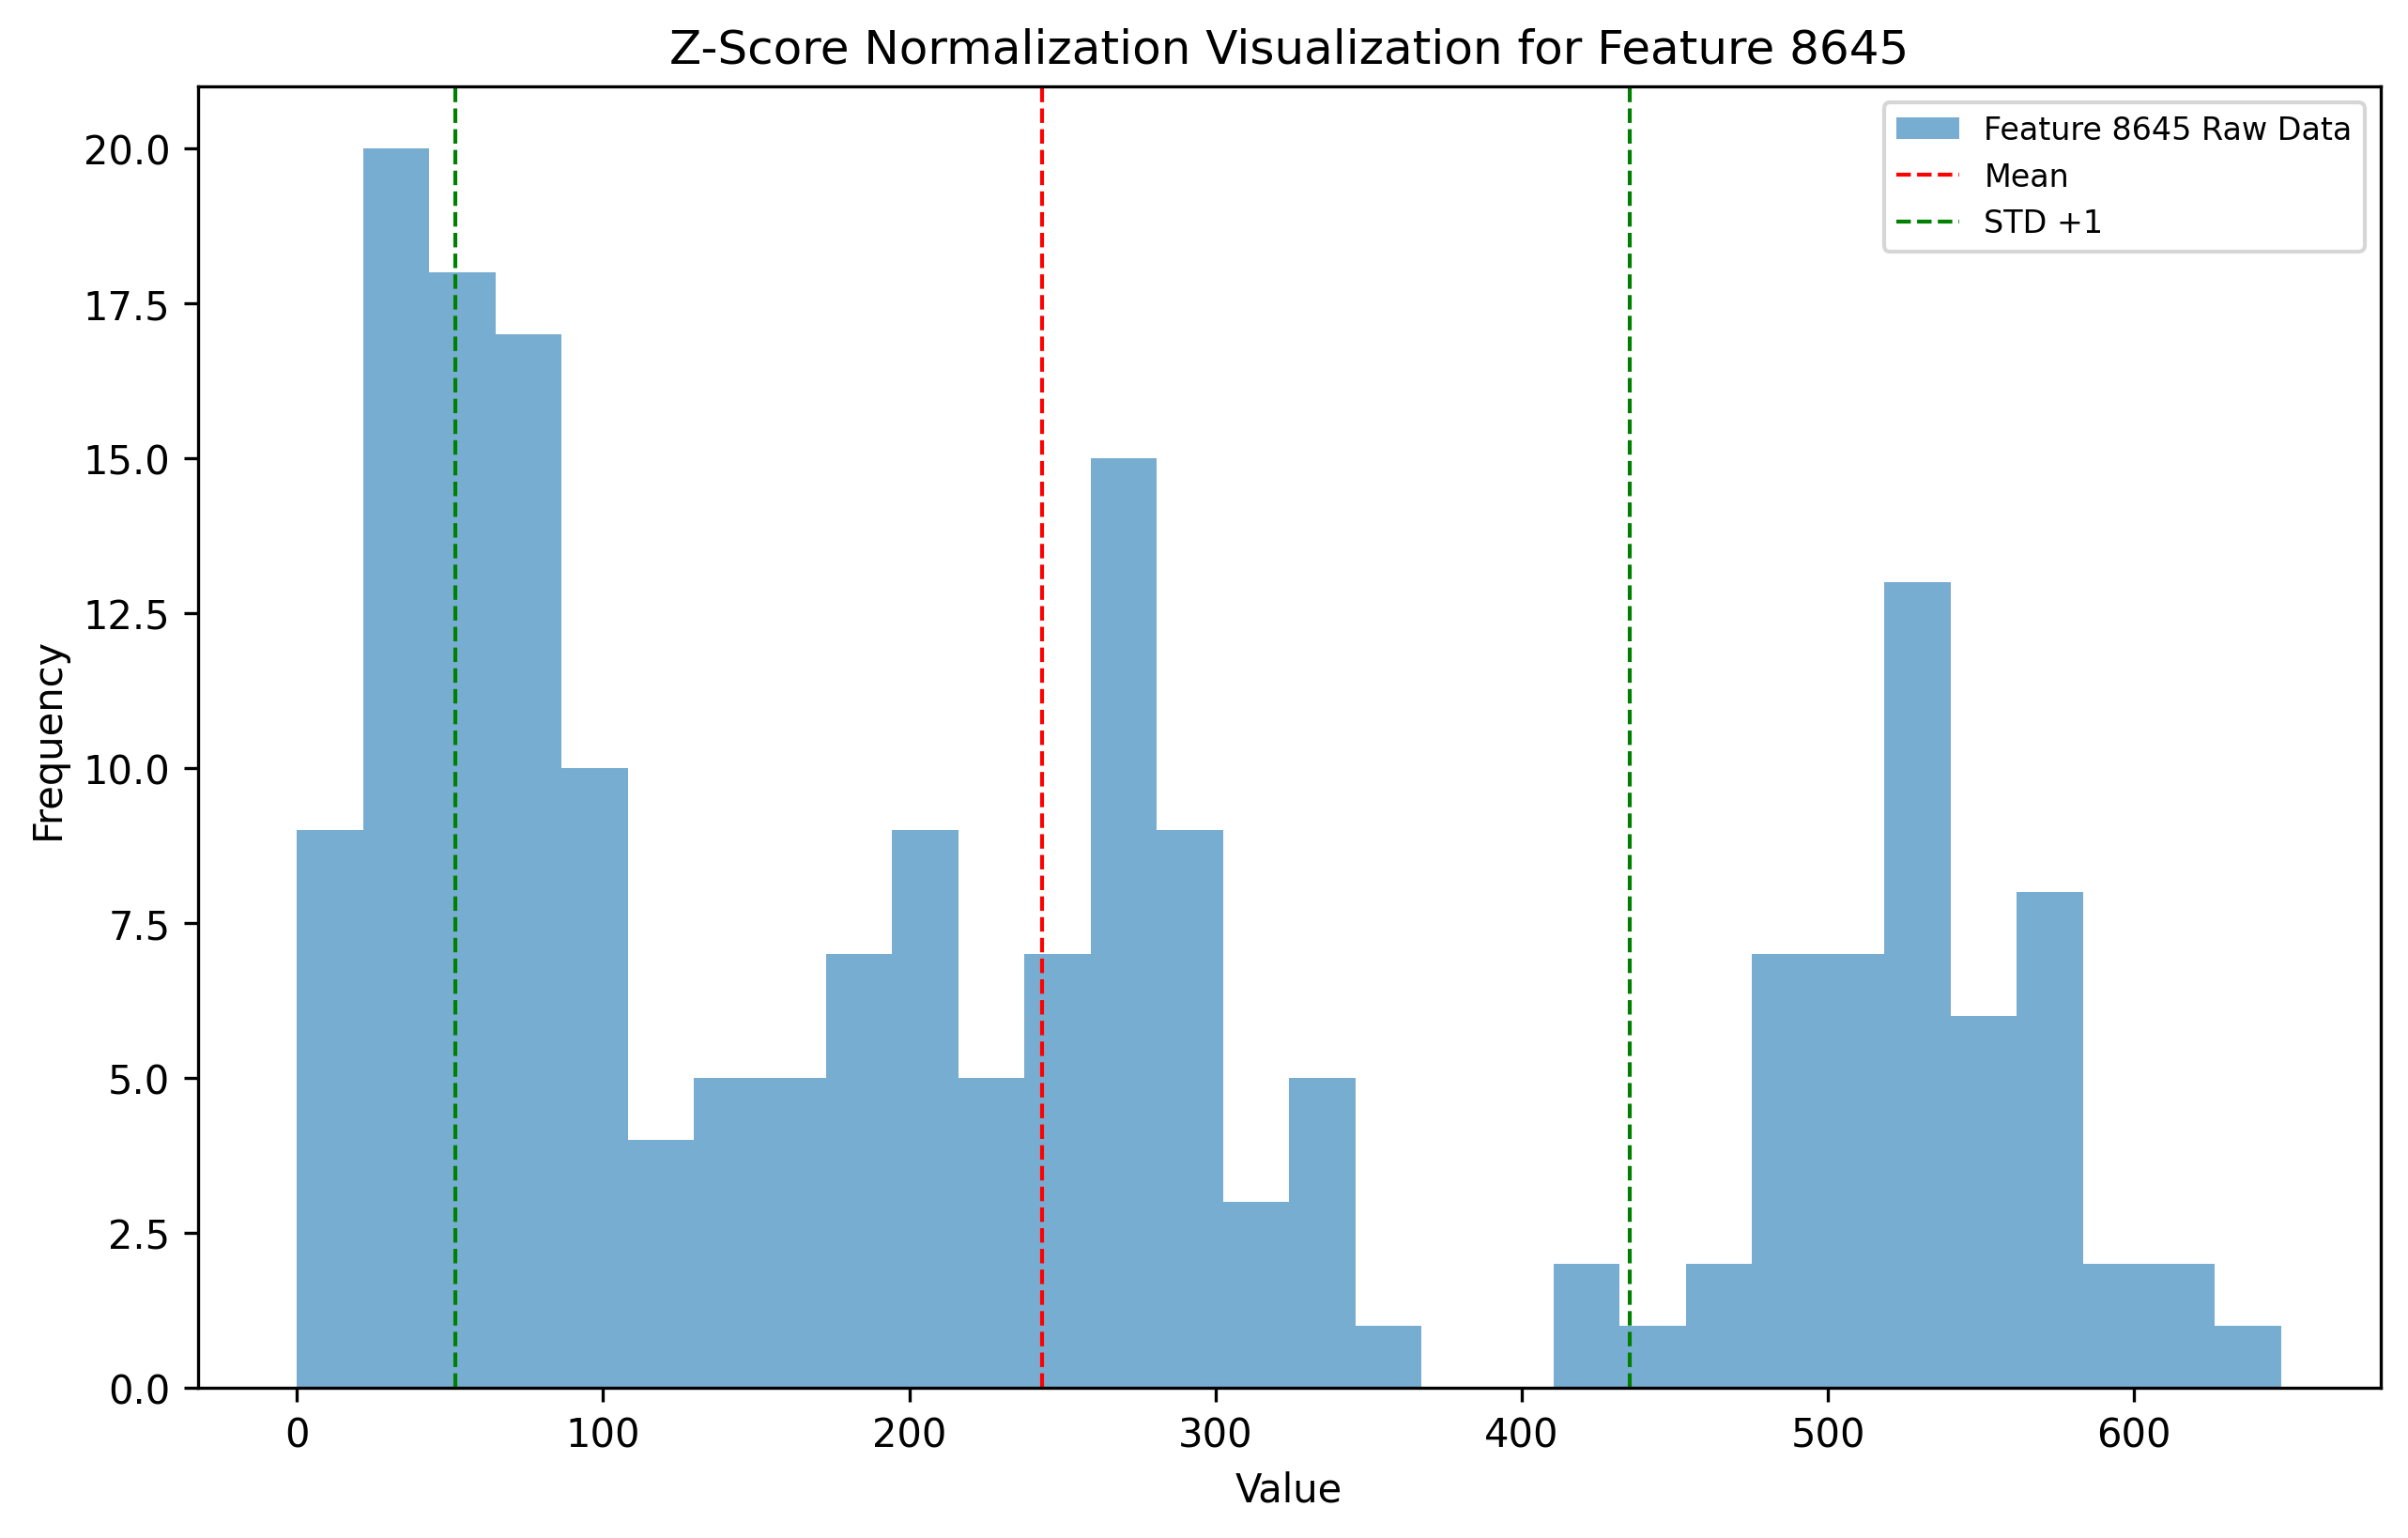 Z-Score Normalization Visualization for Feature 8645
Feature 8645 Raw Data
Mean
STD +1
20.0
17.5
15.0
12.5
10.0
7.5
5.0
2.5
0.0
Frequency
0 100 200 300 400 500 600
Value